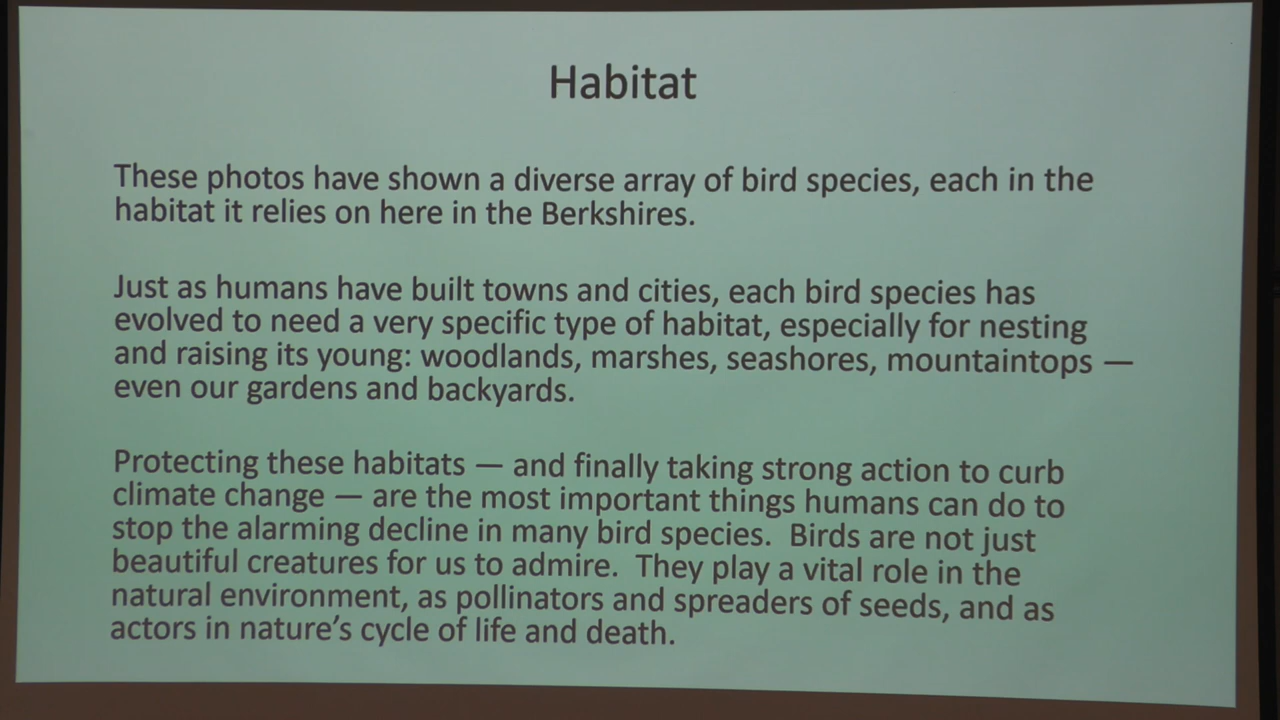 Habitat
These photos have shown a diverse array of bird species, each in the
habitat it relies on here in the Berkshires.
Just as humans have built towns and cities, each bird species has
evolved to need a very specific type of habitat, especially for nesting
and raising its young: woodlands, marshes, seashores, mountaintops —
even our gardens and backyards.
Protecting these habitats — and finally taking strong action to curb
climate change — are the most important things humans can do to
stop the alarming decline in many bird species.  Birds are not just
beautiful creatures for us to admire.  They play a vital role in the
natural environment, as pollinators and spreaders of seeds, and as
actors in nature’s cycle of life and death.